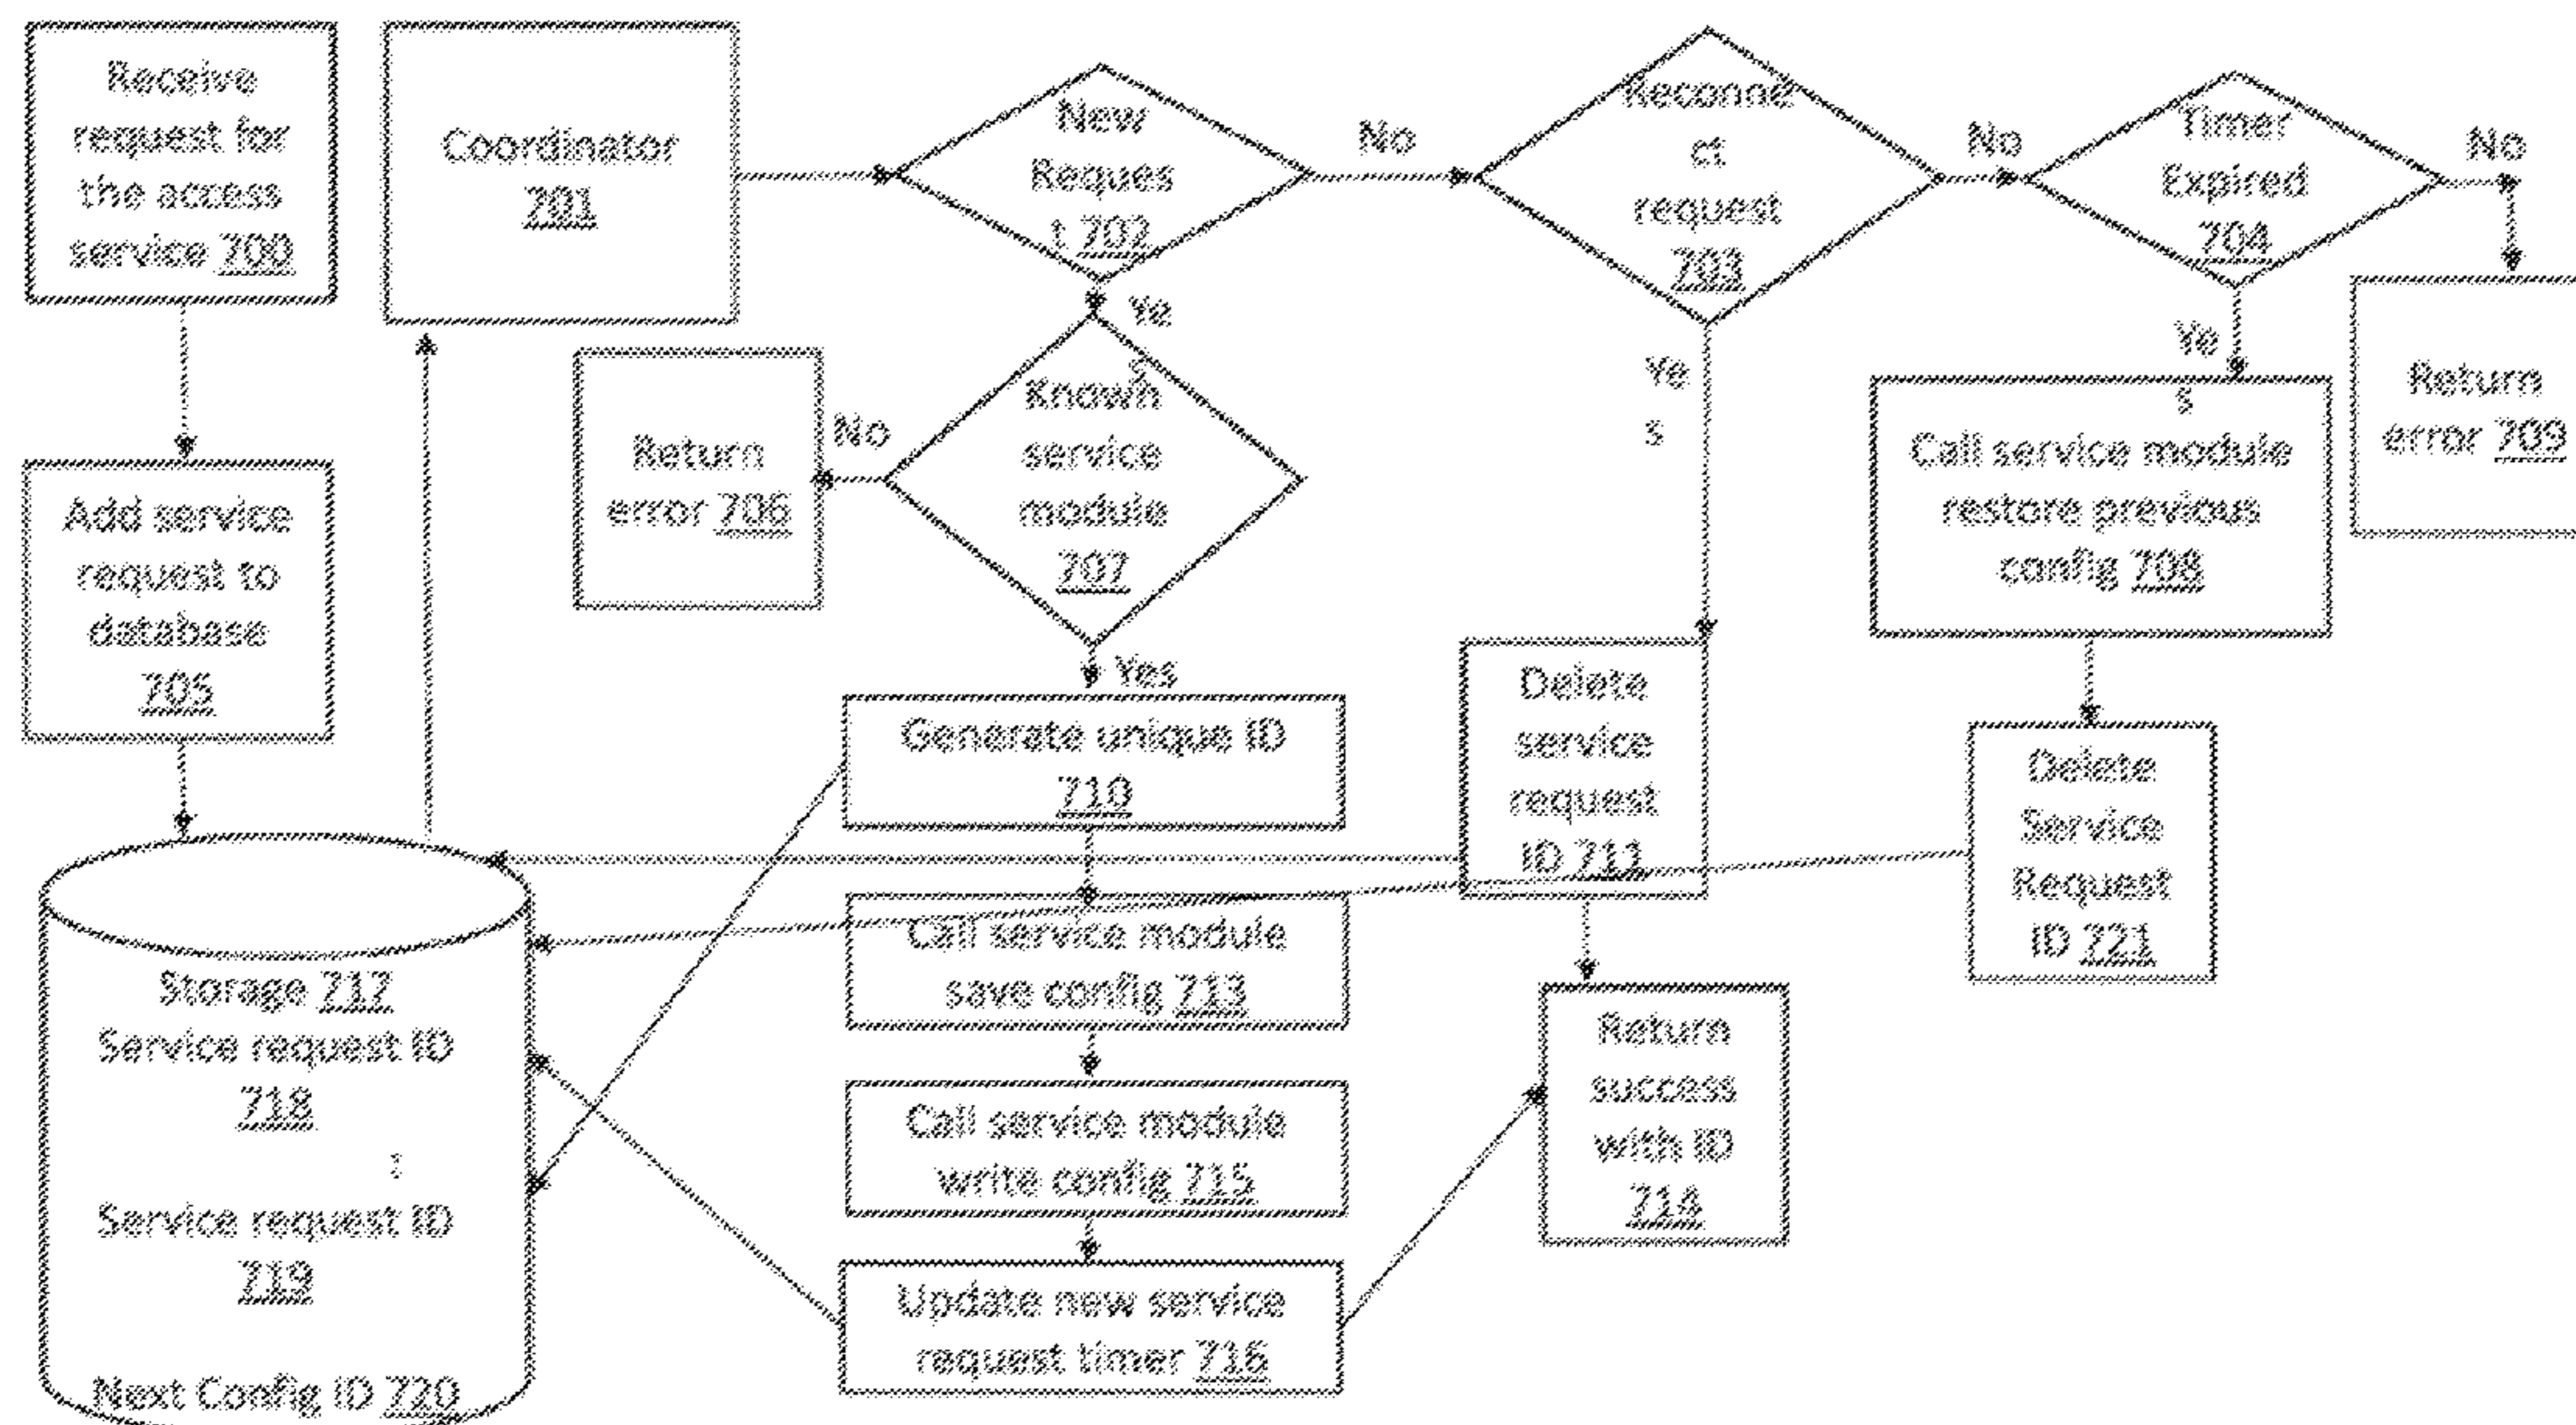 Receive
request for
the access
service 700
Coordinator
701
New
Reques
t 702
No
Reconne
ct
request
703
No
Timer
Expired
704
No
Ye
s
Known
service
module
707
No
Return
error 706
Ye
s
Ye
s
Call service module
restore previous
config 708
Return
error 709
Add service
request to
database
705
Yes
Generate unique ID
710
Delete
service
request
ID 711
Delete
Service
Request
ID 721
Call service module
save config 713
Storage 717
Service request ID
718
:
Service request ID
719
Next Config ID 720
Call service module
write config 715
Return
success
with ID
714
Update new service
request timer 716